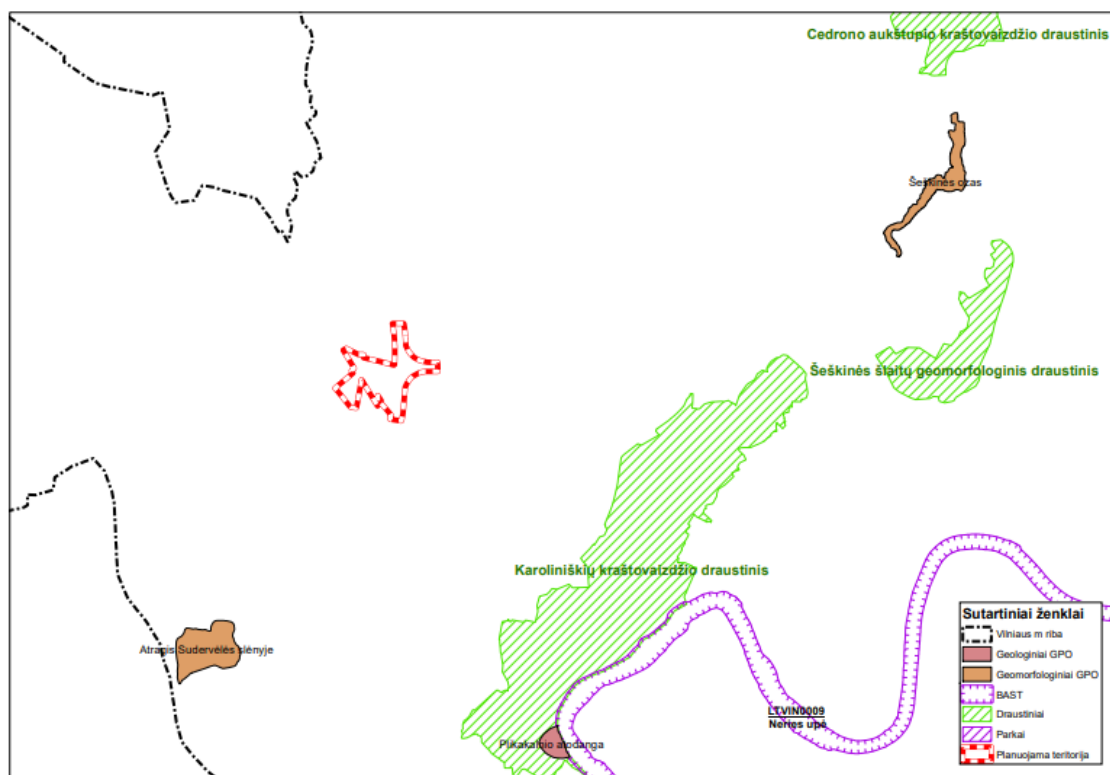 Cedrono aukštupio kraštovaizdžio draustinis
Šeškinės ozas
Šeškinės šlaitų geomorfologinis draustinis
Karoliniškių kraštovaizdžio draustinis
Atragis Sudervėlės slėnyje
LTVIN0009
Neries upė
Plikakalnio atodanga
Sutartiniai ženklai
Vilniaus m riba
Geologiniai GPO
Geomorfologiniai GPO
BAST
Draustiniai
Parkai
Planuojama teritorija